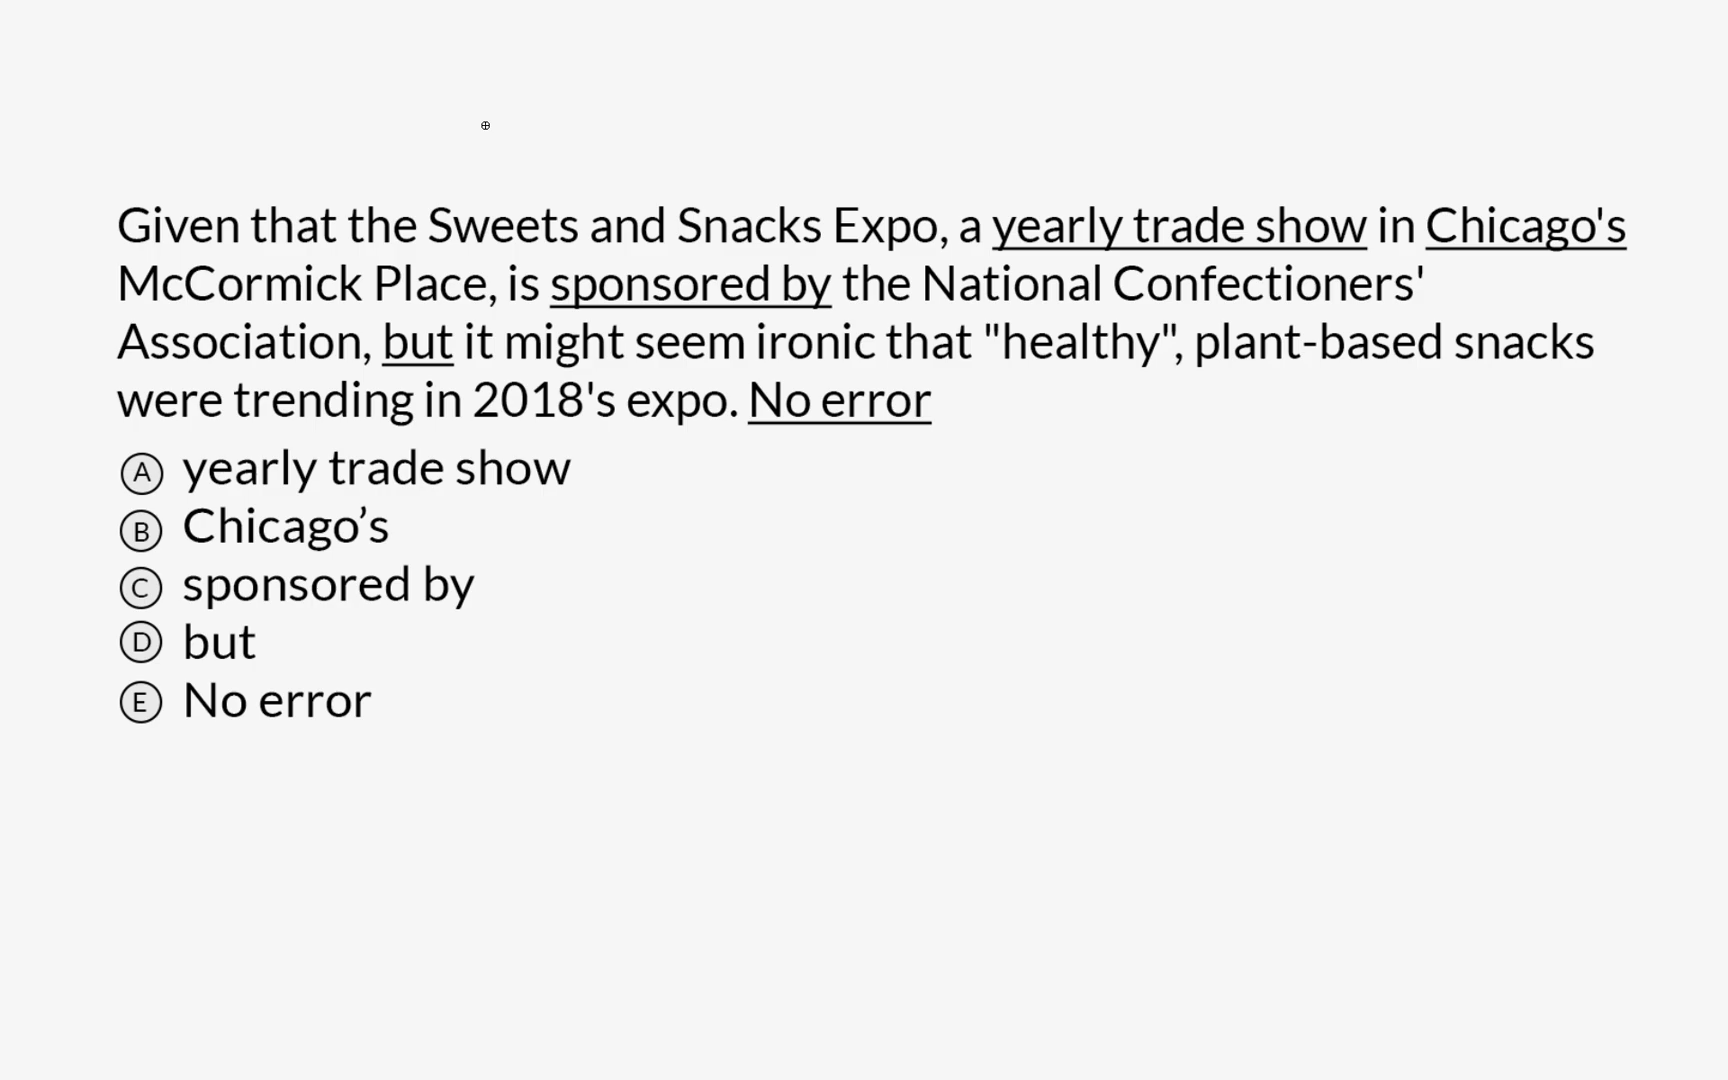 Given that the Sweets and Snacks Expo, a yearly trade show in Chicago's
McCormick Place, is sponsored by the National Confectioners'
Association, but it might seem ironic that "healthy", plant-based snacks
were trending in 2018's expo. No error
A yearly trade show
B Chicago’s
C sponsored by
D but
E No error